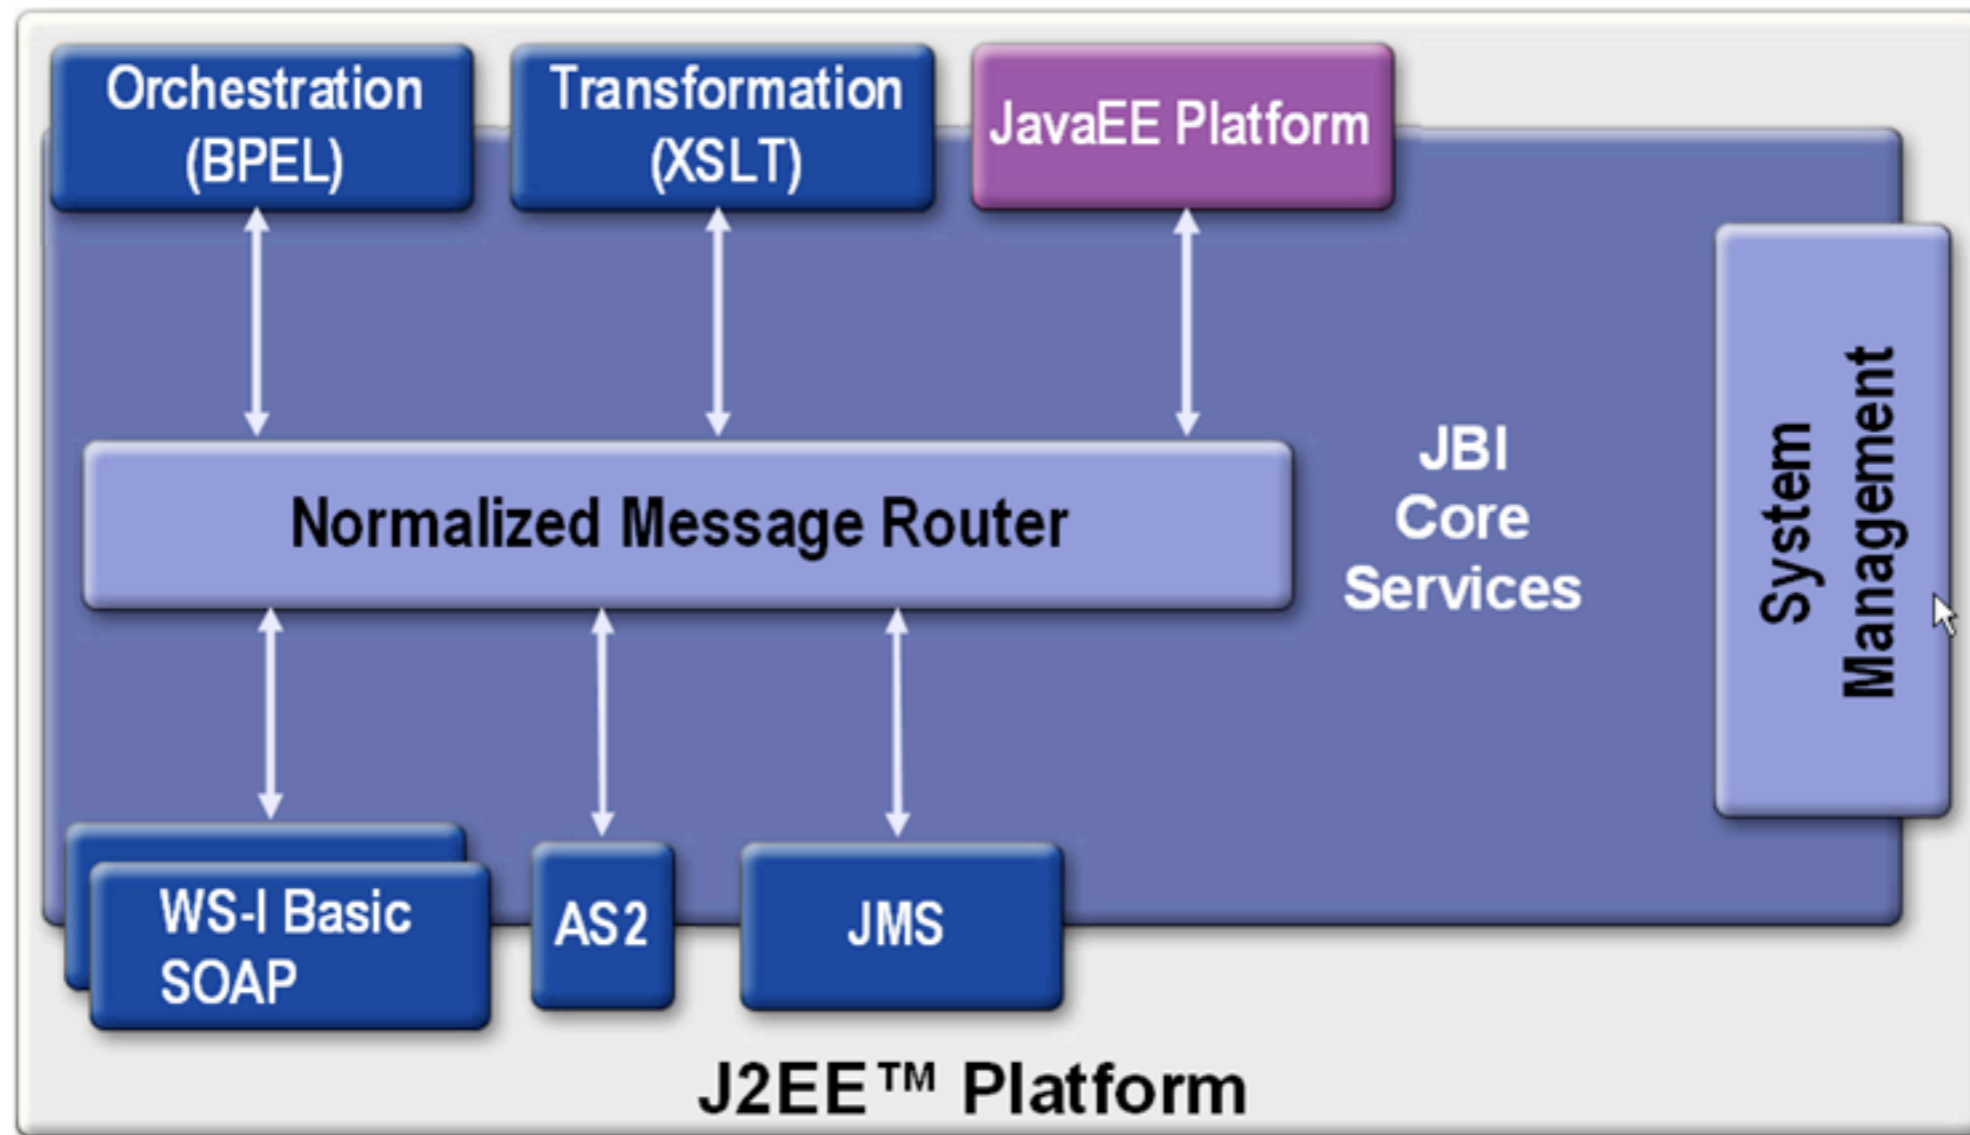 Orchestration
(BPEL)
Transformation
(XSLT)
JavaEE Platform
Normalized Message Router
JBI
Core
Services
System
Management
WS-I Basic
SOAP
AS2
JMS
J2EE™ Platform